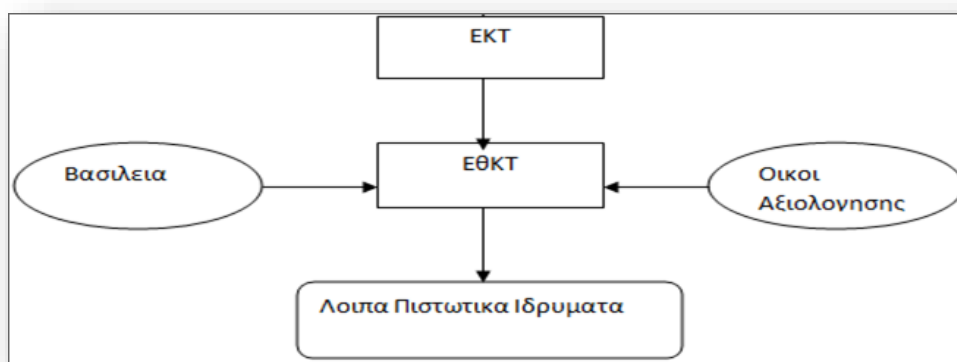 ΕΚΤ
Βασιλεια
ΕθΚΤ
Οικοι
Αξιολογησης
Λοιπα Πιστωτικα Ιδρυματα